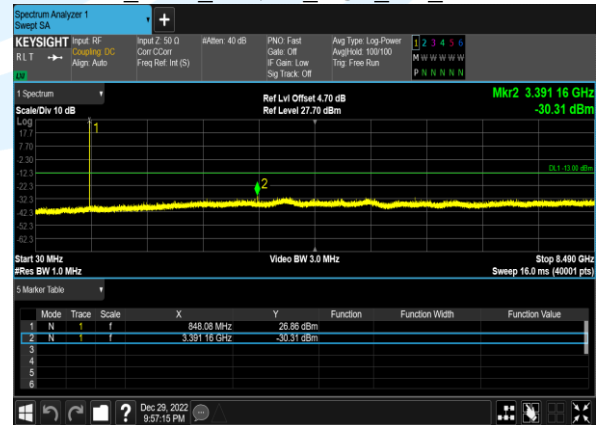 Spectrum Analyzer 1
Swept SA
KEYSIGHT Input: RF Input Z: 50 Ω #Atten: 40 dB PNO: Fast Avg Type: Log-Power 1 2 3 4 5 6
RLT Coupling: DC Corr CCorr Gate: Off Avg|Hold: 100/100 M W W W W W
Align: Auto Freq Ref: Int (S) IF Gain: Low Trig: Free Run P N N N N N
LW Sig Track: Off
1 Spectrum Ref Lvl Offset 4.70 dB Mkr2 3.391 16 GHz
Scale/Div 10 dB Ref Level 27.70 dBm -30.31 dBm
Log
1
17.7
7.70
-2.30
DL1 -13.00 dBm
-12.3
2
-22.3
-32.3
-42.3
-52.3
-62.3
Start 30 MHz Video BW 3.0 MHz Stop 8.490 GHz
#Res BW 1.0 MHz Sweep 16.0 ms (40001 pts)
5 Marker Table
Mode Trace Scale X Y Function Function Width Function Value
1 N 1 f 848.08 MHz 26.86 dBm
2 N 1 f 3.391 16 GHz -30.31 dBm
3
4
5
6
? Dec 29, 2022
9:57:15 PM